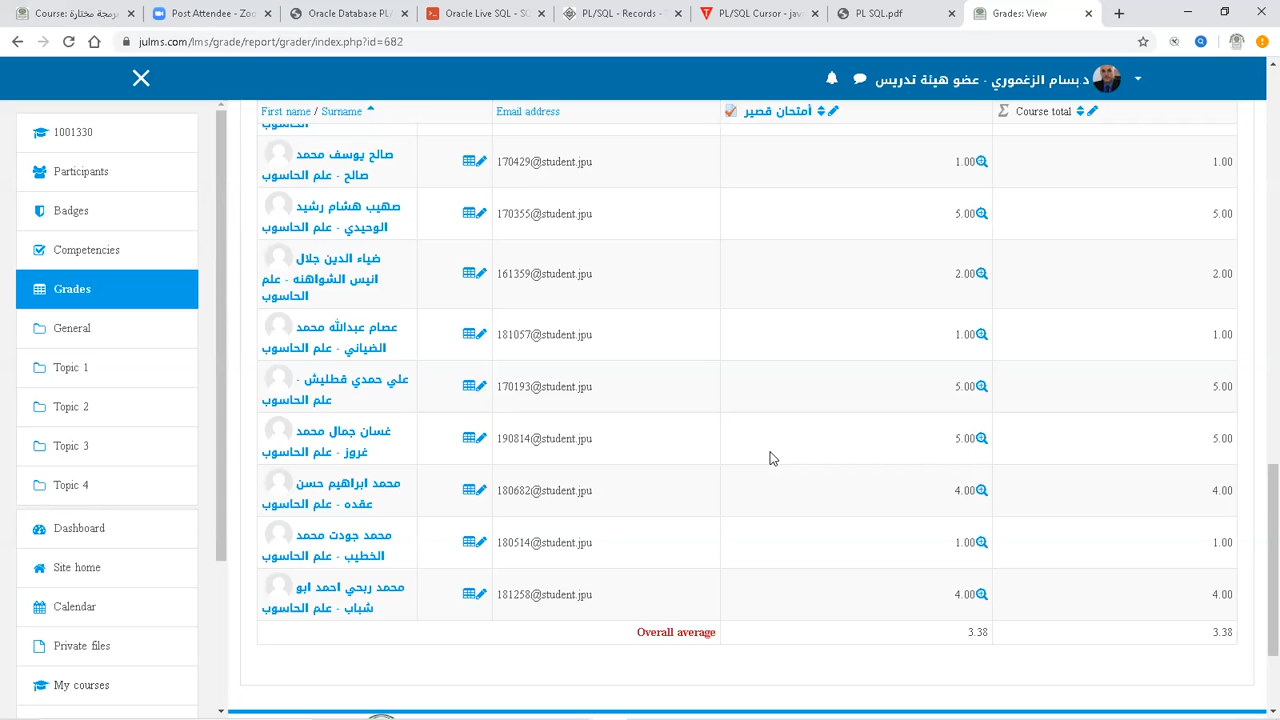 برمجة مختارة: Cou
Post Attendee - Zoo
Oracle Database PL/
Oracle Live SQL - SC
PL/SQL - Records - T
PL/SQL Cursor - java
PL SQL.pdf
Grades: View
julms.com/lms/grade/report/grader/index.php?id=682
د.بسام الزغموري - عضو هيئة تدريس
First name / Surname Email address أمتحان قصير Course total
صالح يوسف محمد
صالح - علم الحاسوب
170429@student.jpu 1.00 1.00
صهيب هشام رشيد
الوحيدي - علم الحاسوب
170355@student.jpu 5.00 5.00
ضياء الدين جلال
انيس الشواهنه - علم
الحاسوب
161359@student.jpu 2.00 2.00
عصام عبدالله محمد
الضياني - علم الحاسوب
181057@student.jpu 1.00 1.00
علي حمدي قطليش -
علم الحاسوب
170193@student.jpu 5.00 5.00
غسان جمال محمد
غروز - علم الحاسوب
190814@student.jpu 5.00 5.00
محمد ابراهيم حسن
عقده - علم الحاسوب
180682@student.jpu 4.00 4.00
محمد جودت محمد
الخطيب - علم الحاسوب
180514@student.jpu 1.00 1.00
محمد ربحي احمد ابو
شباب - علم الحاسوب
181258@student.jpu 4.00 4.00
Overall average 3.38 3.38
1001330
Participants
Badges
Competencies
Grades
General
Topic 1
Topic 2
Topic 3
Topic 4
Dashboard
Site home
Calendar
Private files
My courses